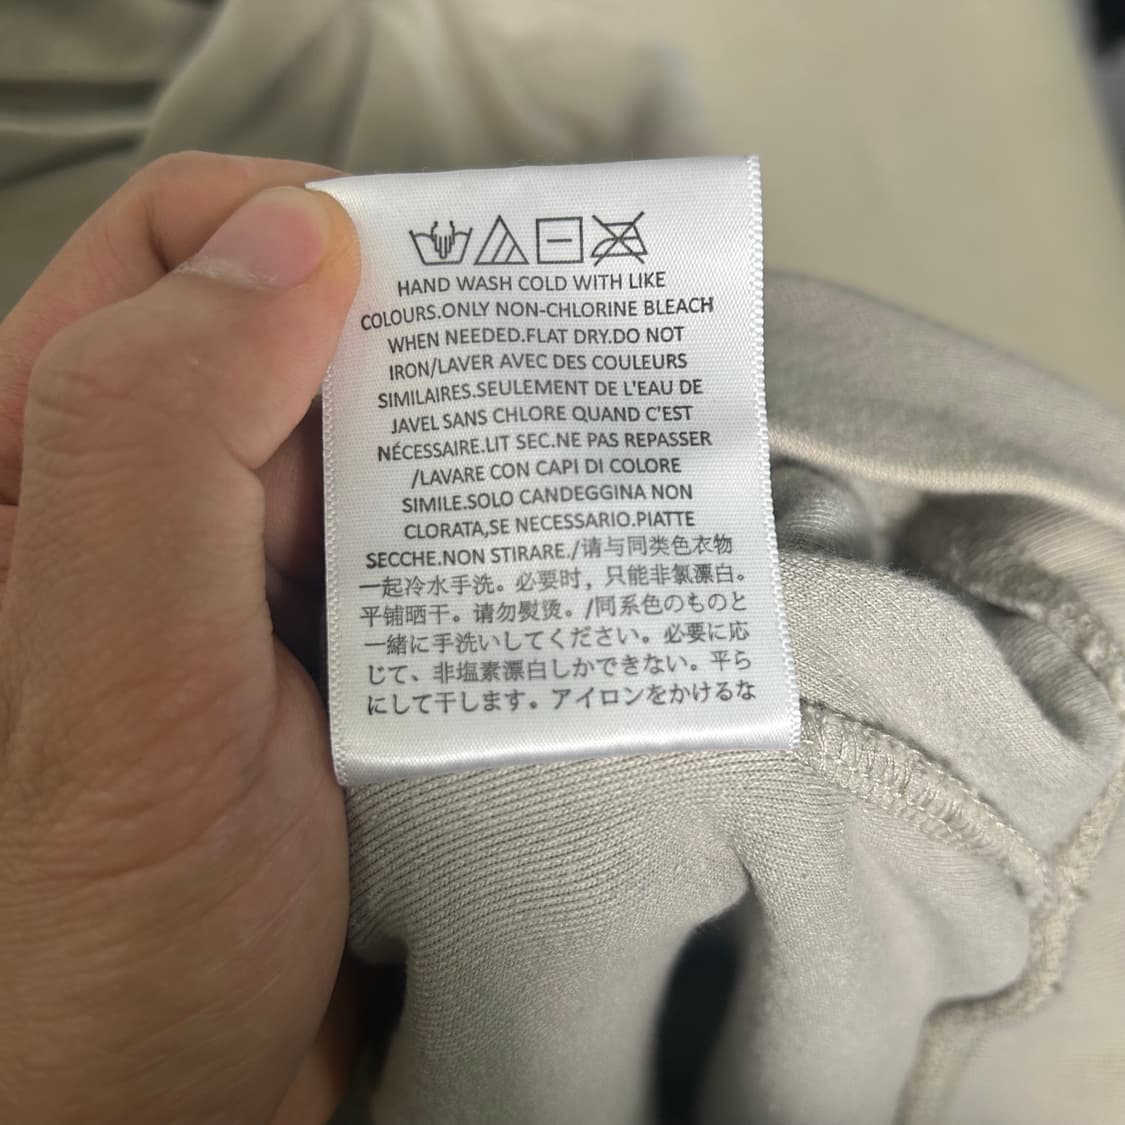 HAND WASH COLD WITH LIKE
COLOURS.ONLY NON-CHLORINE BLEACH
WHEN NEEDED.FLAT DRY.DO NOT
IRON/LAVER AVEC DES COULEURS
SIMILAIRES.SEULEMENT DE L'EAU DE
JAVEL SANS CHLORE QUAND C'EST
NÉCESSAIRE.LIT SEC.NE PAS REPASSER
/LAVARE CON CAPI DI COLORE
SIMILE.SOLO CANDEGGINA NON
CLORATA,SE NECESSARIO.PIATTE
SECCHE.NON STIRARE./请与同类色衣物
一起冷水手洗。必要时，只能非氯漂白。
平铺晒干。请勿熨烫。/同系色のものと
一緒に手洗いしてください。必要に応
じて、非塩素漂白しかできない。平ら
にして干します。アイロンをかけるな